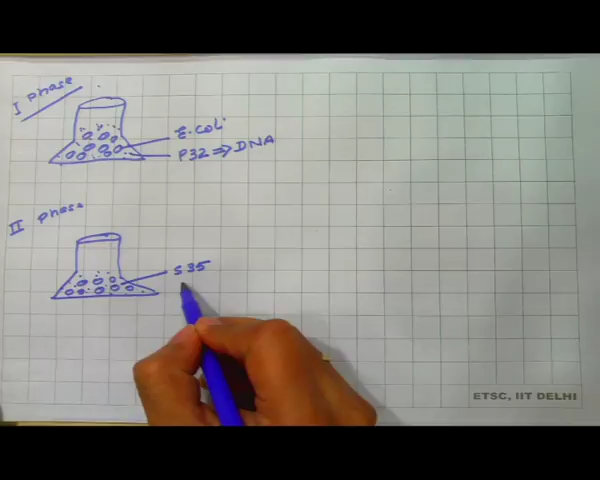 I phase
E.coli
P32 ⇒ DNA
II phase
S35
ETSC, IIT DELHI